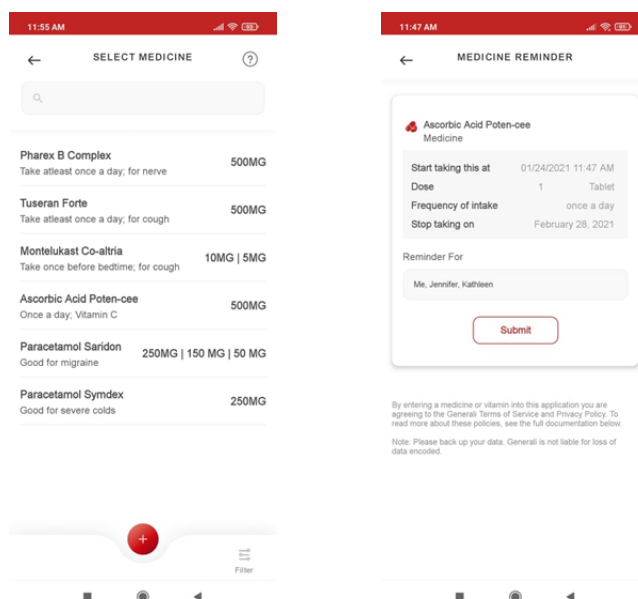 11:55 AM
93
SELECT MEDICINE
?
Pharex B Complex
500MG
Take atleast once a day; for nerve
Tuseran Forte
500MG
Take atleast once a day; for cough
Montelukast Co-altria
10MG | 5MG
Take once before bedtime; for cough
Ascorbic Acid Poten-cee
500MG
Once a day; Vitamin C
Paracetamol Saridon
250MG | 150 MG | 50 MG
Good for migraine
Paracetamol Symdex
250MG
Good for severe colds
+
Filter
11:47 AM
MEDICINE REMINDER
Ascorbic Acid Poten-cee
Medicine
Start taking this at 01/24/2021 11:47 AM
Dose 1 Tablet
Frequency of intake once a day
Stop taking on February 28, 2021
Reminder For
Me, Jennifer, Kathleen
Submit
By entering a medicine or vitamin into this application you are
agreeing to the Generali Terms of Service and Privacy Policy. To
read more about these policies, see the full documentation below.
Note: Please back up your data. Generali is not liable for loss of
data encoded.